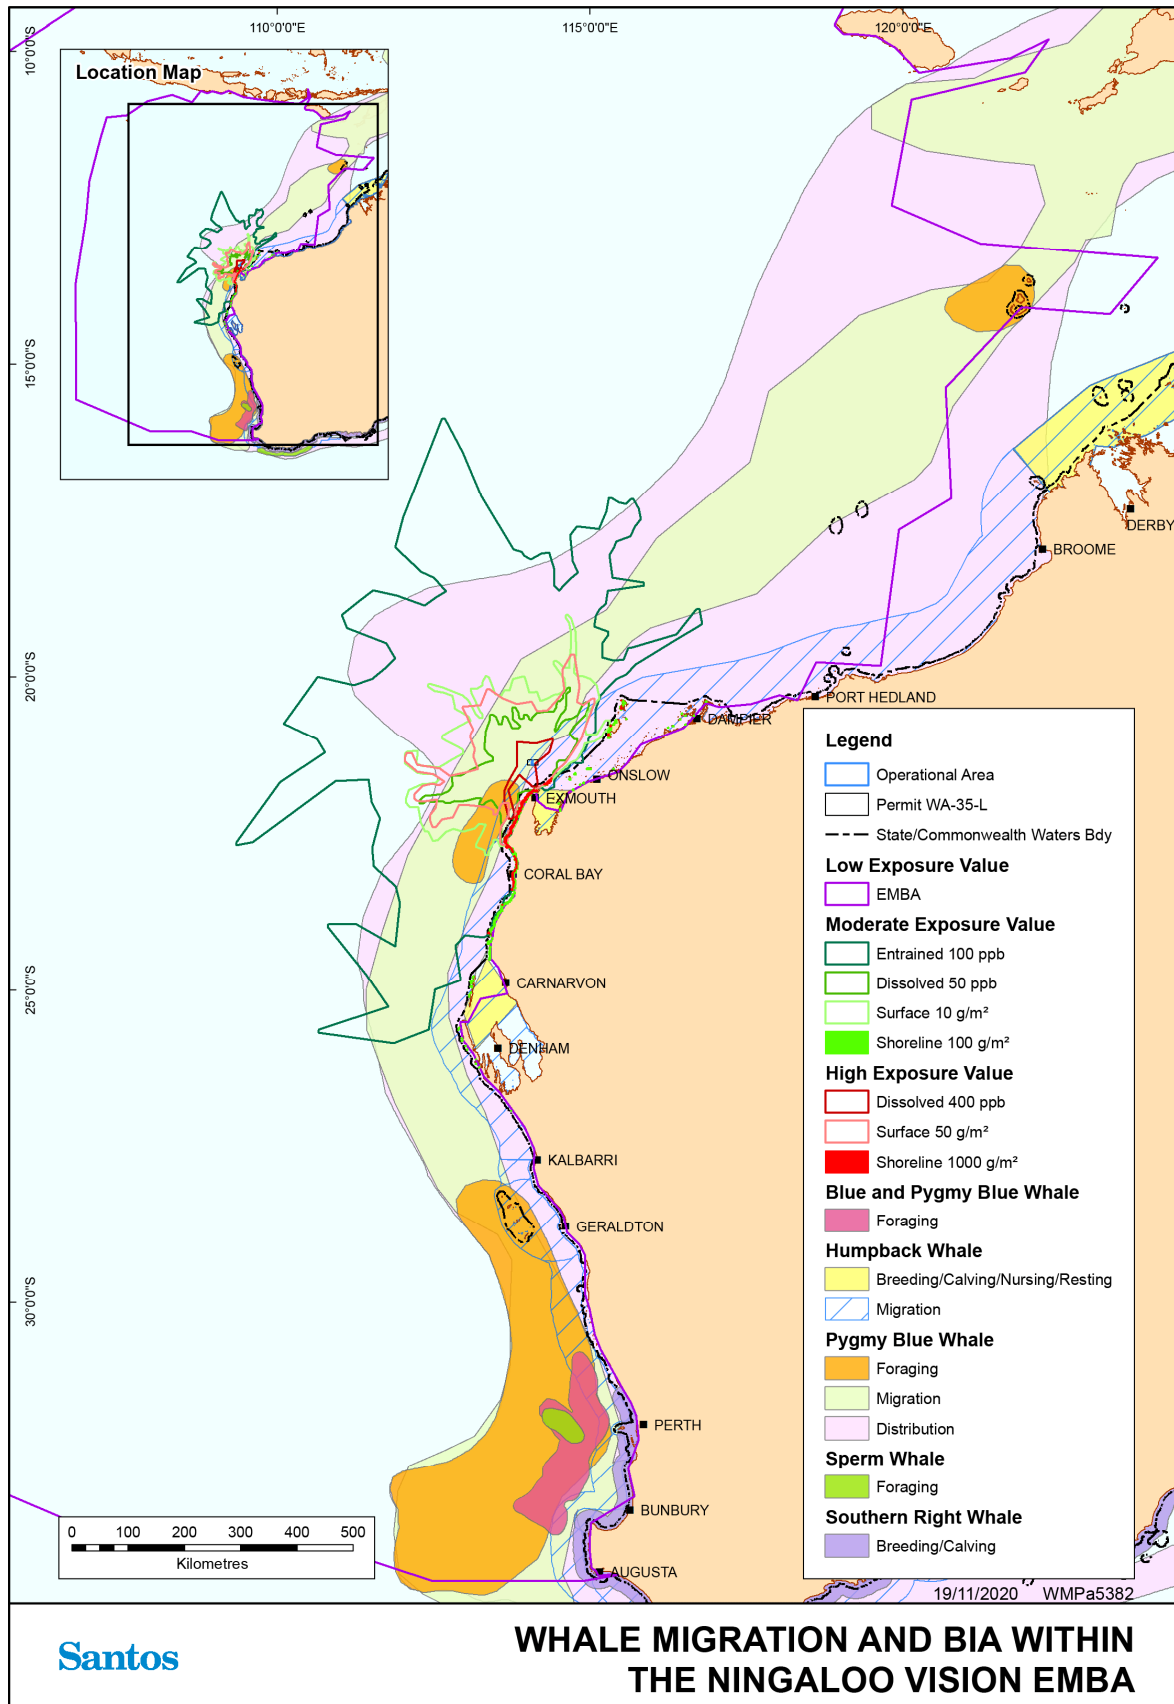 110°0'0"E
115°0'0"E
120°0'0"E
10°0'0"S
15°0'0"S
20°0'0"S
25°0'0"S
30°0'0"S
Location Map
DERBY
BROOME
PORT HEDLAND
DAMPIER
ONSLOW
EXMOUTH
CORAL BAY
CARNARVON
DENHAM
KALBARRI
GERALDTON
PERTH
BUNBURY
AUGUSTA
Legend
Operational Area
Permit WA-35-L
State/Commonwealth Waters Bdy
Low Exposure Value
EMBA
Moderate Exposure Value
Entrained 100 ppb
Dissolved 50 ppb
Surface 10 g/m²
Shoreline 100 g/m²
High Exposure Value
Dissolved 400 ppb
Surface 50 g/m²
Shoreline 1000 g/m²
Blue and Pygmy Blue Whale
Foraging
Humpback Whale
Breeding/Calving/Nursing/Resting
Migration
Pygmy Blue Whale
Foraging
Migration
Distribution
Sperm Whale
Foraging
Southern Right Whale
Breeding/Calving
0 100 200 300 400 500
Kilometres
19/11/2020 WMPa5382
Santos
WHALE MIGRATION AND BIA WITHIN
THE NINGALOO VISION EMBA